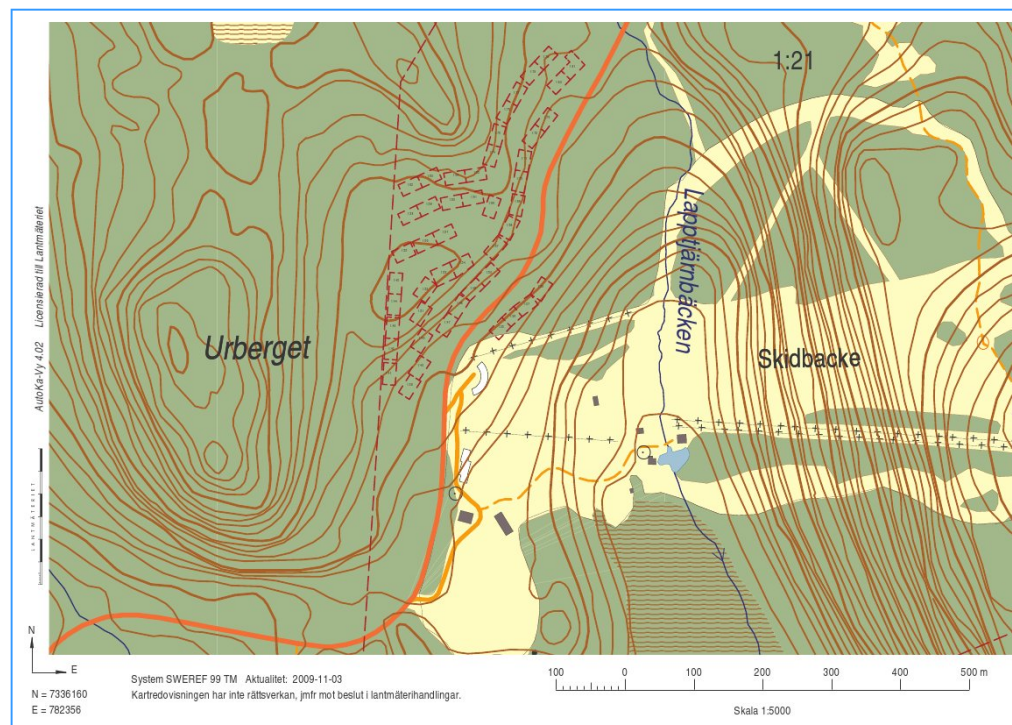 1:21
Lapptjärnbäcken
Urberget
Skidbacke
AutoKa-Vy 4.02 Licensierad till Lantmäteriet
LANTMÄTERIET
N
E
N = 7336160
E = 782356
System SWEREF 99 TM Aktualitet: 2009-11-03
Kartredovisningen har inte rättsverkan, jmfr mot beslut i lantmäterihandlingar.
100 0 100 200 300 400 500 m
Skala 1:5000